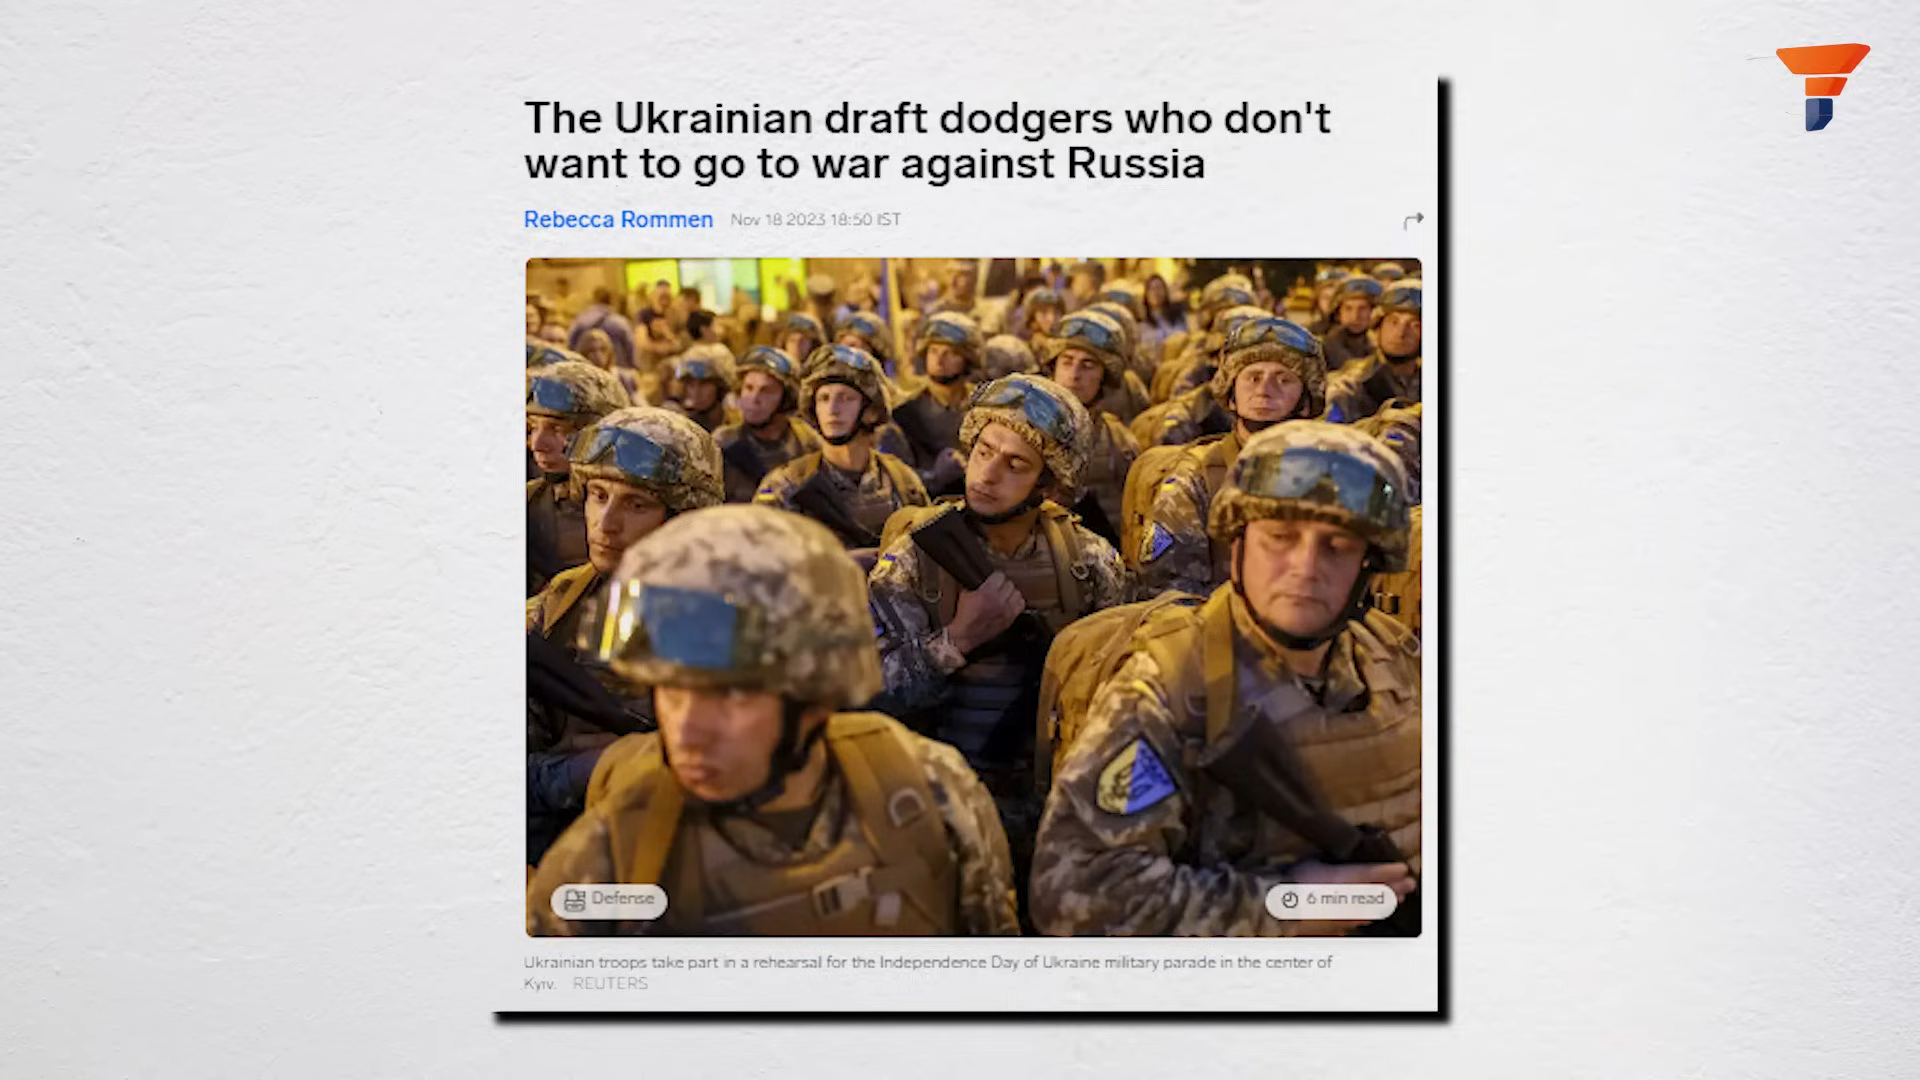 The Ukrainian draft dodgers who don't
want to go to war against Russia
Rebecca Rommen Nov 18 2023 18:50 IST
Defense
6 min read
Ukrainian troops take part in a rehearsal for the Independence Day of Ukraine military parade in the center of
Kyiv. REUTERS